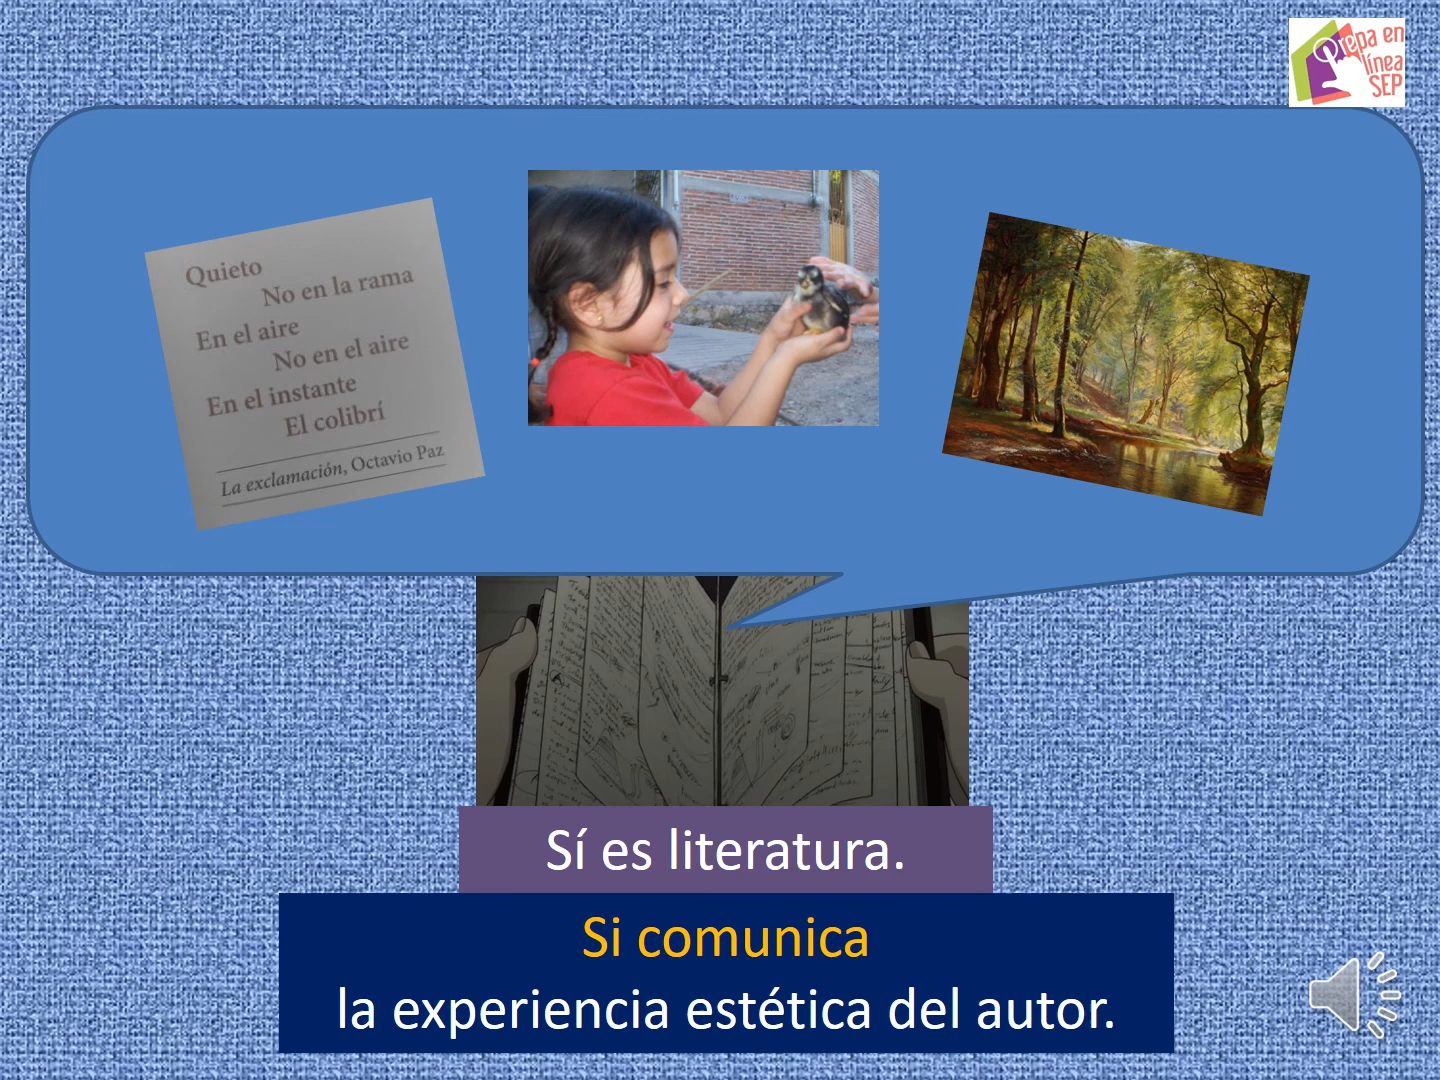 Prepa en
línea
SEP
Quieto
No en la rama
En el aire
No en el aire
En el instante
El colibrí
La exclamación, Octavio Paz
Sí es literatura.
Si comunica
la experiencia estética del autor.